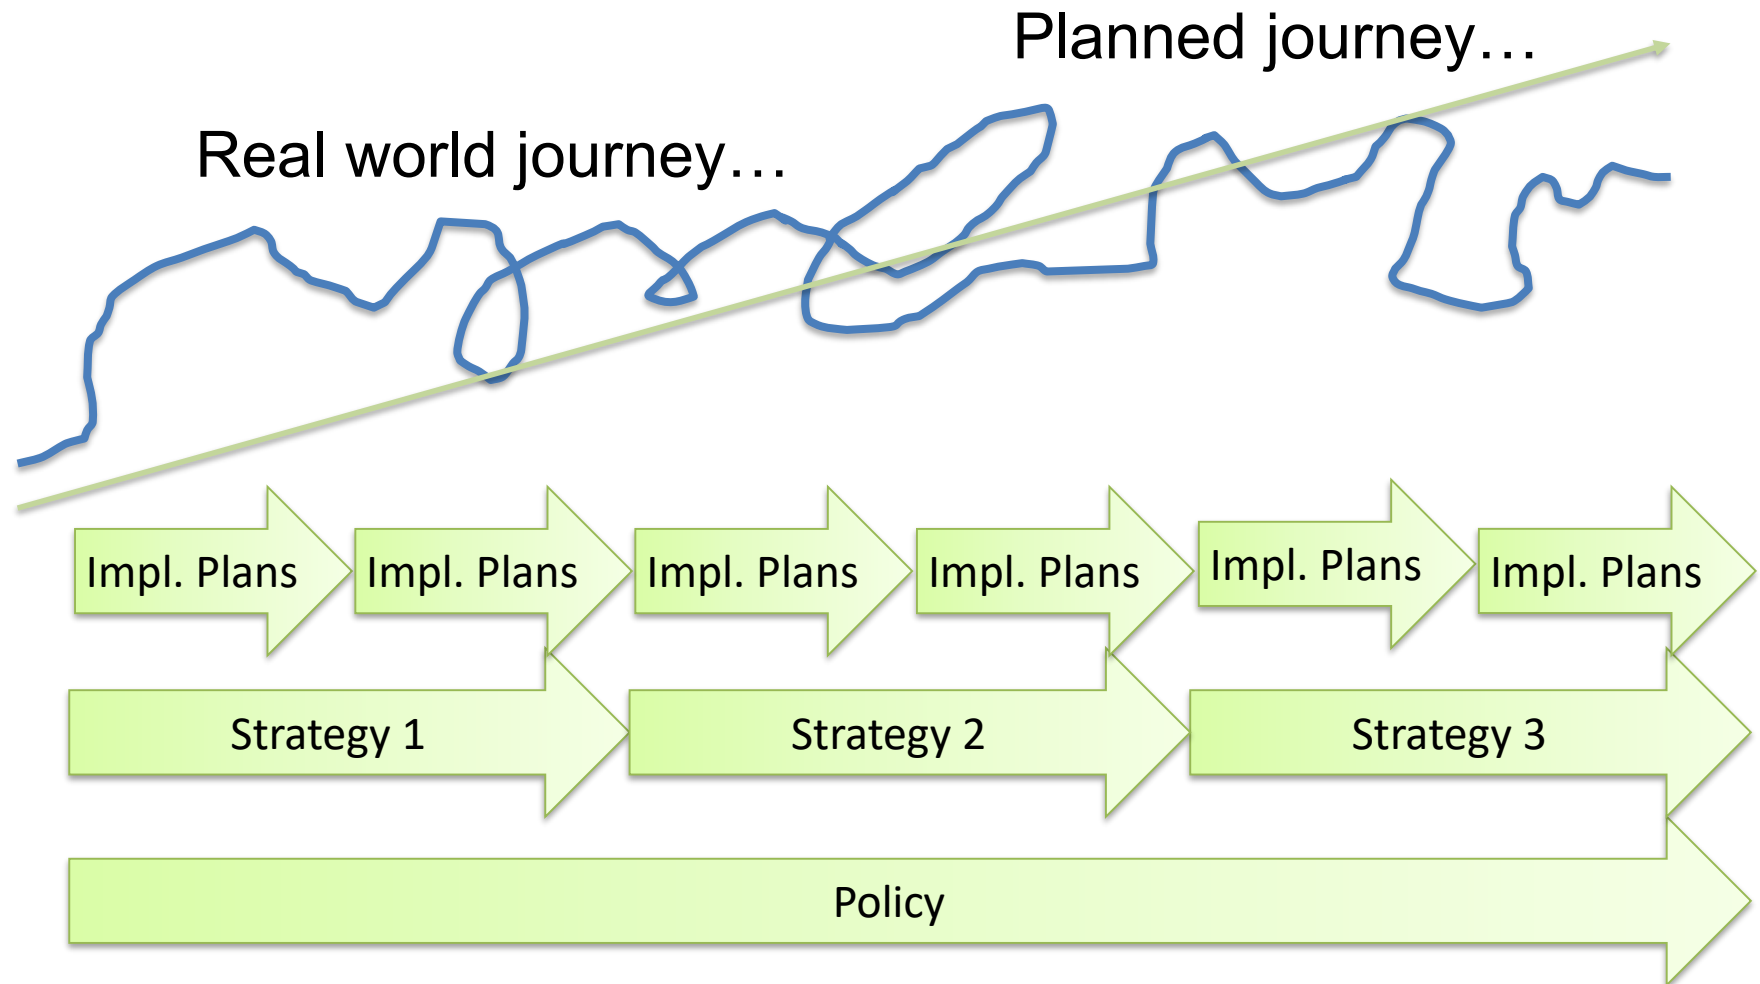 Planned journey…
Real world journey…
Impl. Plans
Impl. Plans
Impl. Plans
Impl. Plans
Impl. Plans
Impl. Plans
Strategy 1
Strategy 2
Strategy 3
Policy